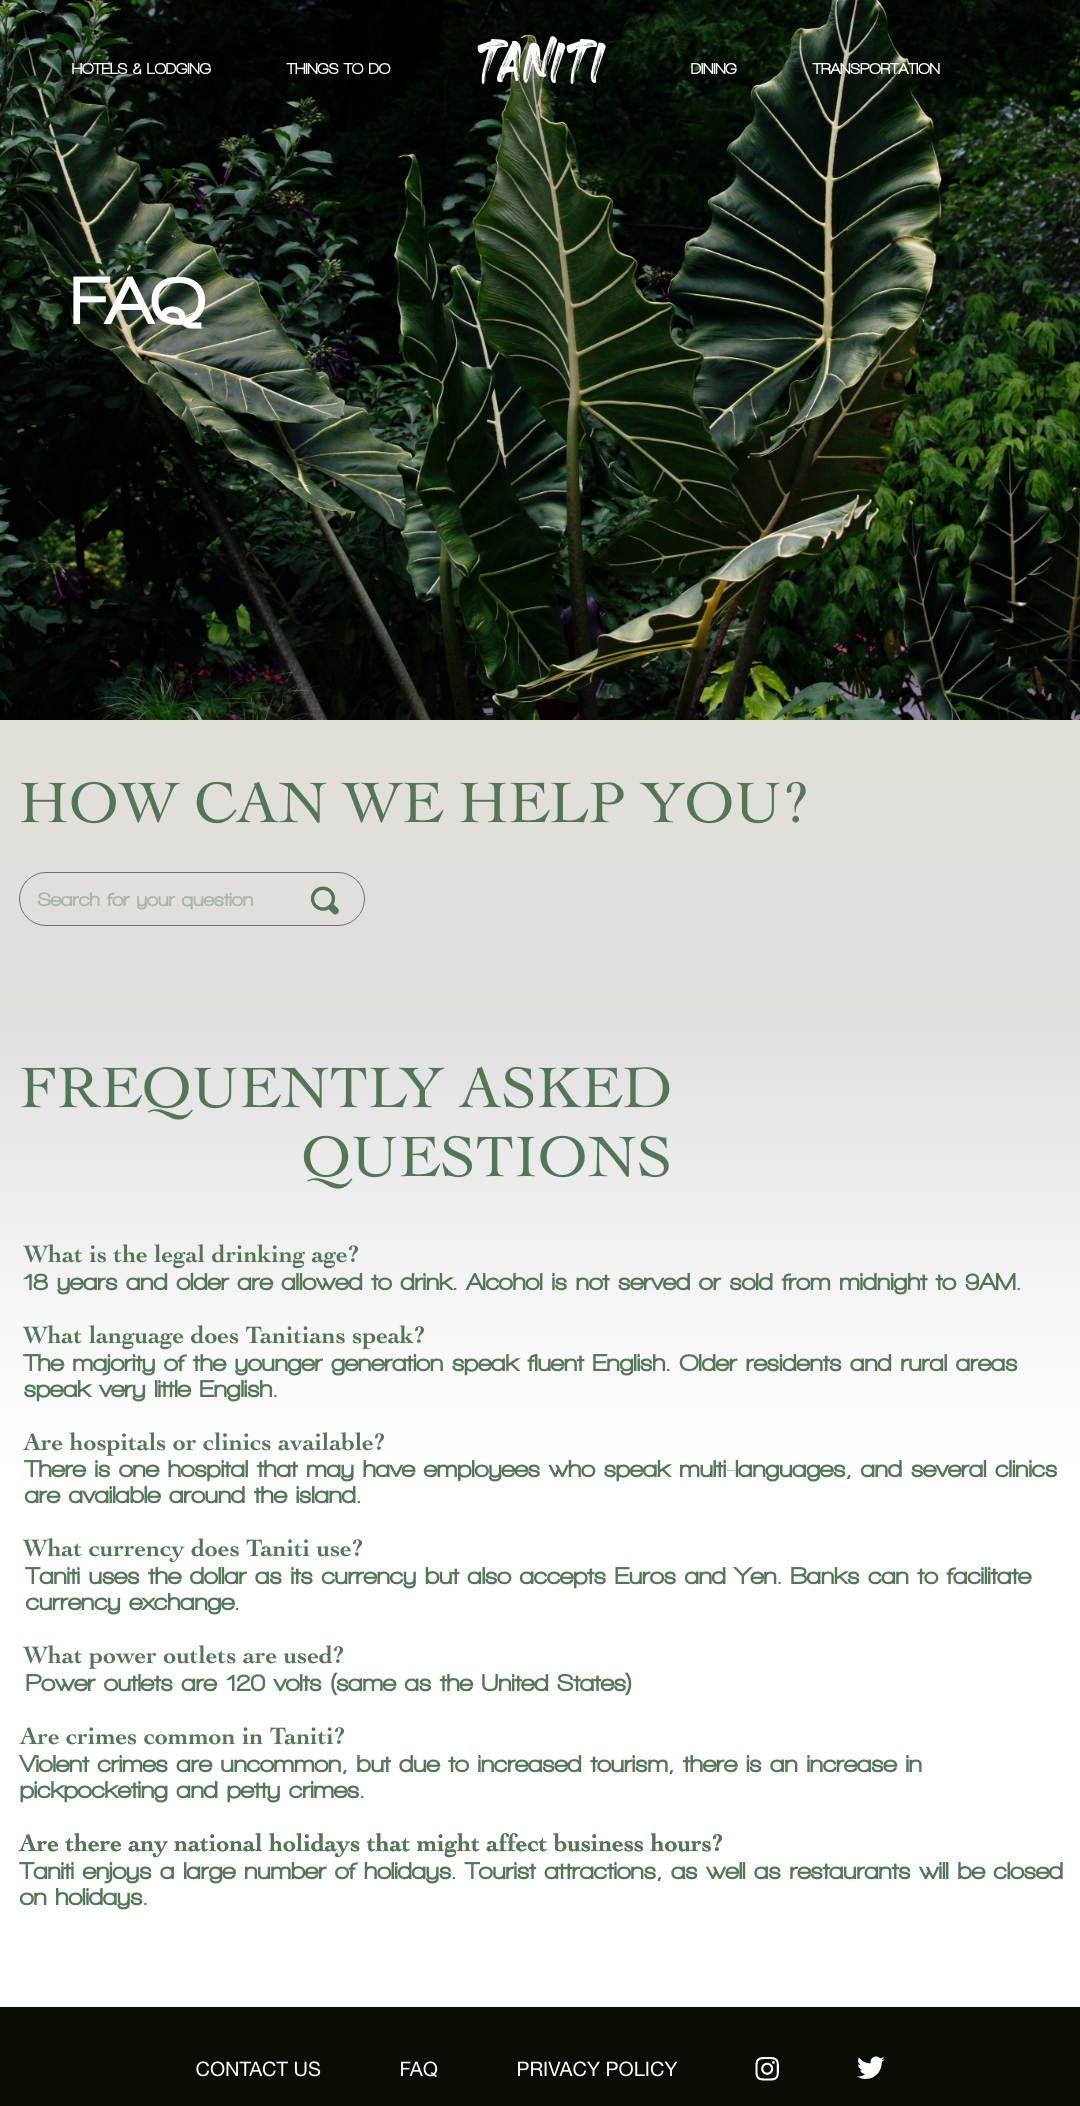 HOTELS & LODGING
THINGS TO DO
TANITI
DINING
TRANSPORTATION
FAQ
HOW CAN WE HELP YOU?
Search for your question
FREQUENTLY ASKED
QUESTIONS
What is the legal drinking age?
18 years and older are allowed to drink. Alcohol is not served or sold from midnight to 9AM.
What language does Tanitians speak?
The majority of the younger generation speak fluent English. Older residents and rural areas
speak very little English.
Are hospitals or clinics available?
There is one hospital that may have employees who speak multi-languages, and several clinics
are available around the island.
What currency does Taniti use?
Taniti uses the dollar as its currency but also accepts Euros and Yen. Banks can to facilitate
currency exchange.
What power outlets are used?
Power outlets are 120 volts (same as the United States)
Are crimes common in Taniti?
Violent crimes are uncommon, but due to increased tourism, there is an increase in
pickpocketing and petty crimes.
Are there any national holidays that might affect business hours?
Taniti enjoys a large number of holidays. Tourist attractions, as well as restaurants will be closed
on holidays.
CONTACT US
FAQ
PRIVACY POLICY